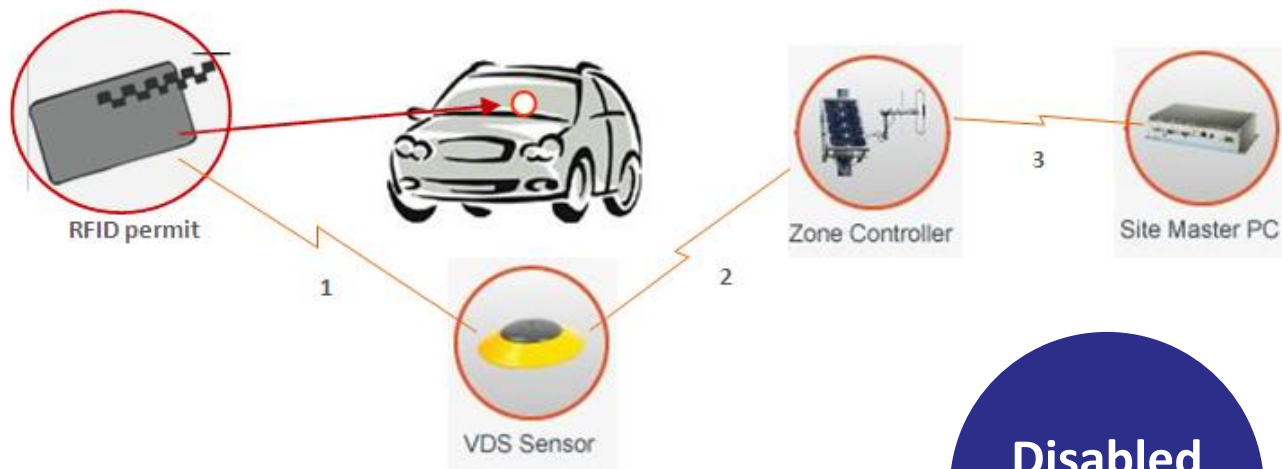 RFID permit
1
VDS Sensor
2
Zone Controller
3
Site Master PC
Disabled